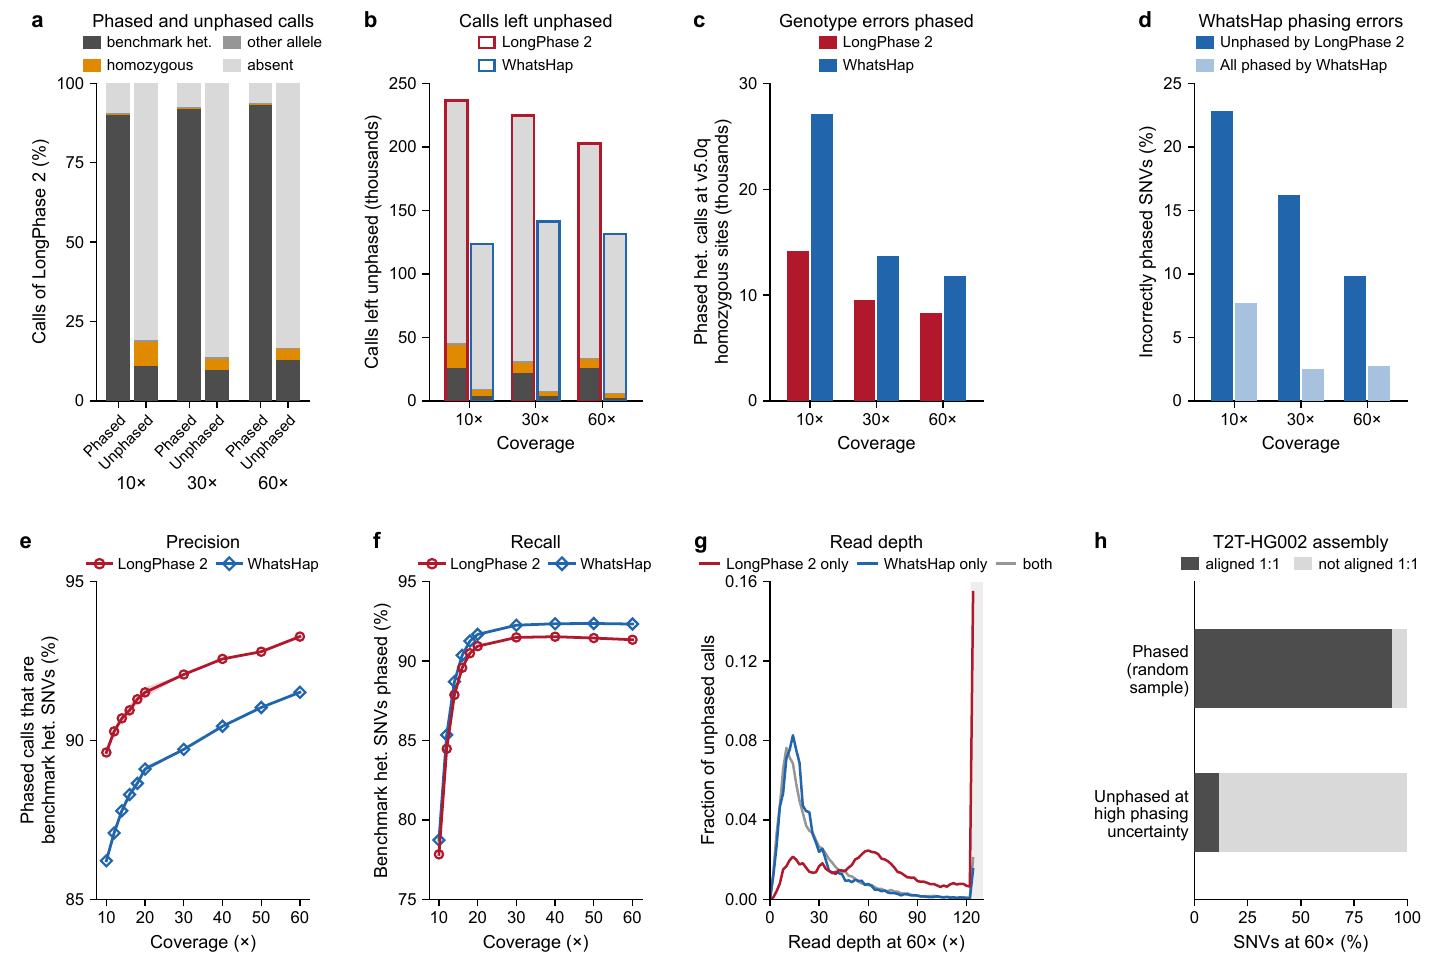 a Phased and unphased calls
benchmark het. other allele
homozygous absent
Calls of LongPhase 2 (%)
100
75
50
25
0
Phased Unphased Phased Unphased Phased Unphased
10× 30× 60×
b Calls left unphased
LongPhase 2
WhatsHap
Calls left unphased (thousands)
250
200
150
100
50
0
10× 30× 60×
Coverage
c Genotype errors phased
LongPhase 2
WhatsHap
Phased het. calls at v5.0q
homozygous sites (thousands)
30
20
10
0
10× 30× 60×
Coverage
d WhatsHap phasing errors
Unphased by LongPhase 2
All phased by WhatsHap
Incorrectly phased SNVs (%)
25
20
15
10
5
0
10× 30× 60×
Coverage
e Precision
LongPhase 2 WhatsHap
Phased calls that are
benchmark het. SNVs (%)
95
90
85
10 20 30 40 50 60
Coverage (×)
f Recall
LongPhase 2 WhatsHap
Benchmark het. SNVs phased (%)
95
90
85
80
75
10 20 30 40 50 60
Coverage (×)
g Read depth
LongPhase 2 only WhatsHap only both
Fraction of unphased calls
0.16
0.12
0.08
0.04
0.00
0 30 60 90 120
Read depth at 60× (×)
h T2T-HG002 assembly
aligned 1:1 not aligned 1:1
Phased
(random
sample)
Unphased at
high phasing
uncertainty
0 25 50 75 100
SNVs at 60× (%)